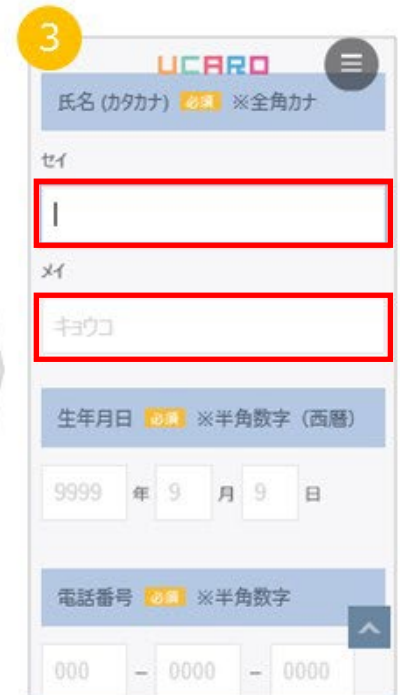 3
UCARO
氏名 (カタカナ) 必須 ※全角カナ
セイ
メイ
キョウコ
生年月日 必須 ※半角数字（西暦）
9999 年 9 月 9 日
電話番号 必須 ※半角数字
000 - 0000 - 0000